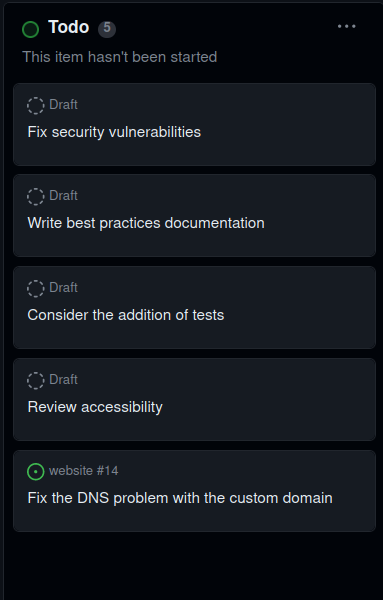 Todo 5
This item hasn't been started
Draft
Fix security vulnerabilities
Draft
Write best practices documentation
Draft
Consider the addition of tests
Draft
Review accessibility
website #14
Fix the DNS problem with the custom domain